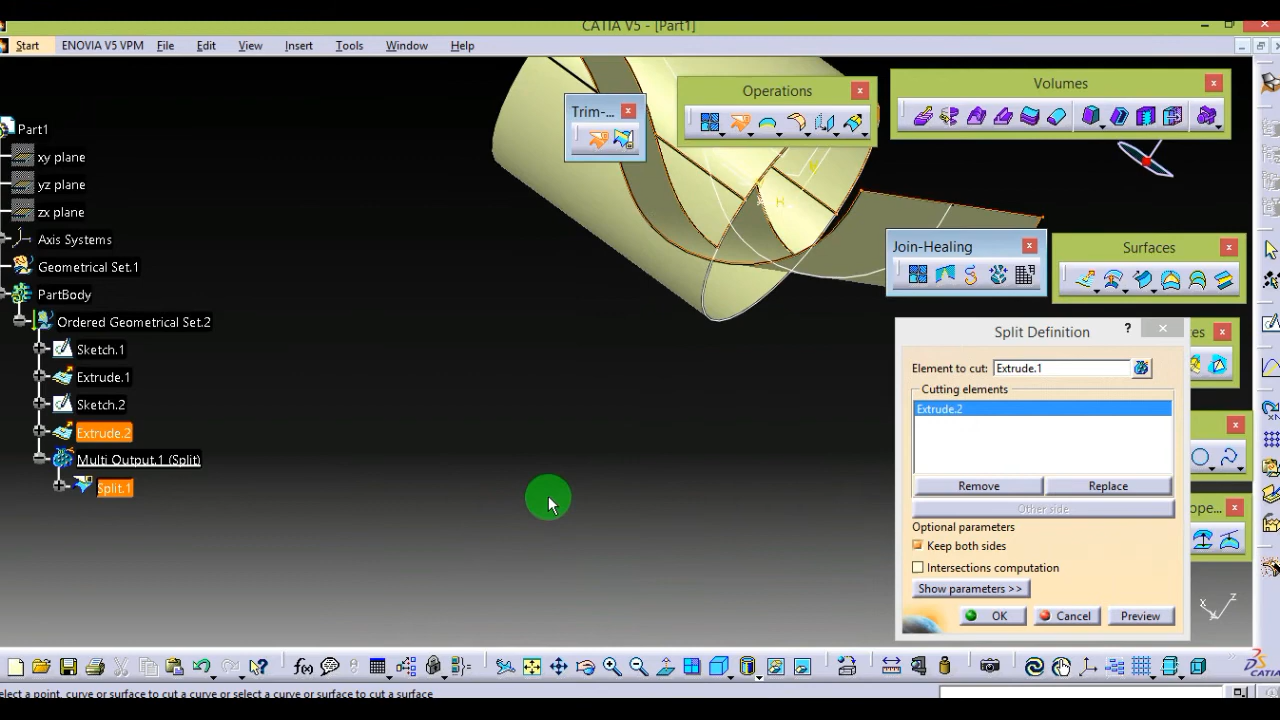 CATIA V5 - [Part1]
Start ENOVIA V5 VPM File Edit View Insert Tools Window Help
Trim-...
Operations
Volumes
Part1
xy plane
yz plane
zx plane
Axis Systems
Geometrical Set.1
PartBody
Ordered Geometrical Set.2
Sketch.1
Extrude.1
Sketch.2
Extrude.2
Multi Output.1 (Split)
Split.1
H
Join-Healing
Surfaces
Split Definition
?
Element to cut: Extrude.1
Cutting elements
Extrude.2
Remove Replace
Other side
Optional parameters
Keep both sides
Intersections computation
Show parameters >>
OK Cancel Preview
f(x)
elect a point, curve or surface to cut a curve or select a curve or surface to cut a surface